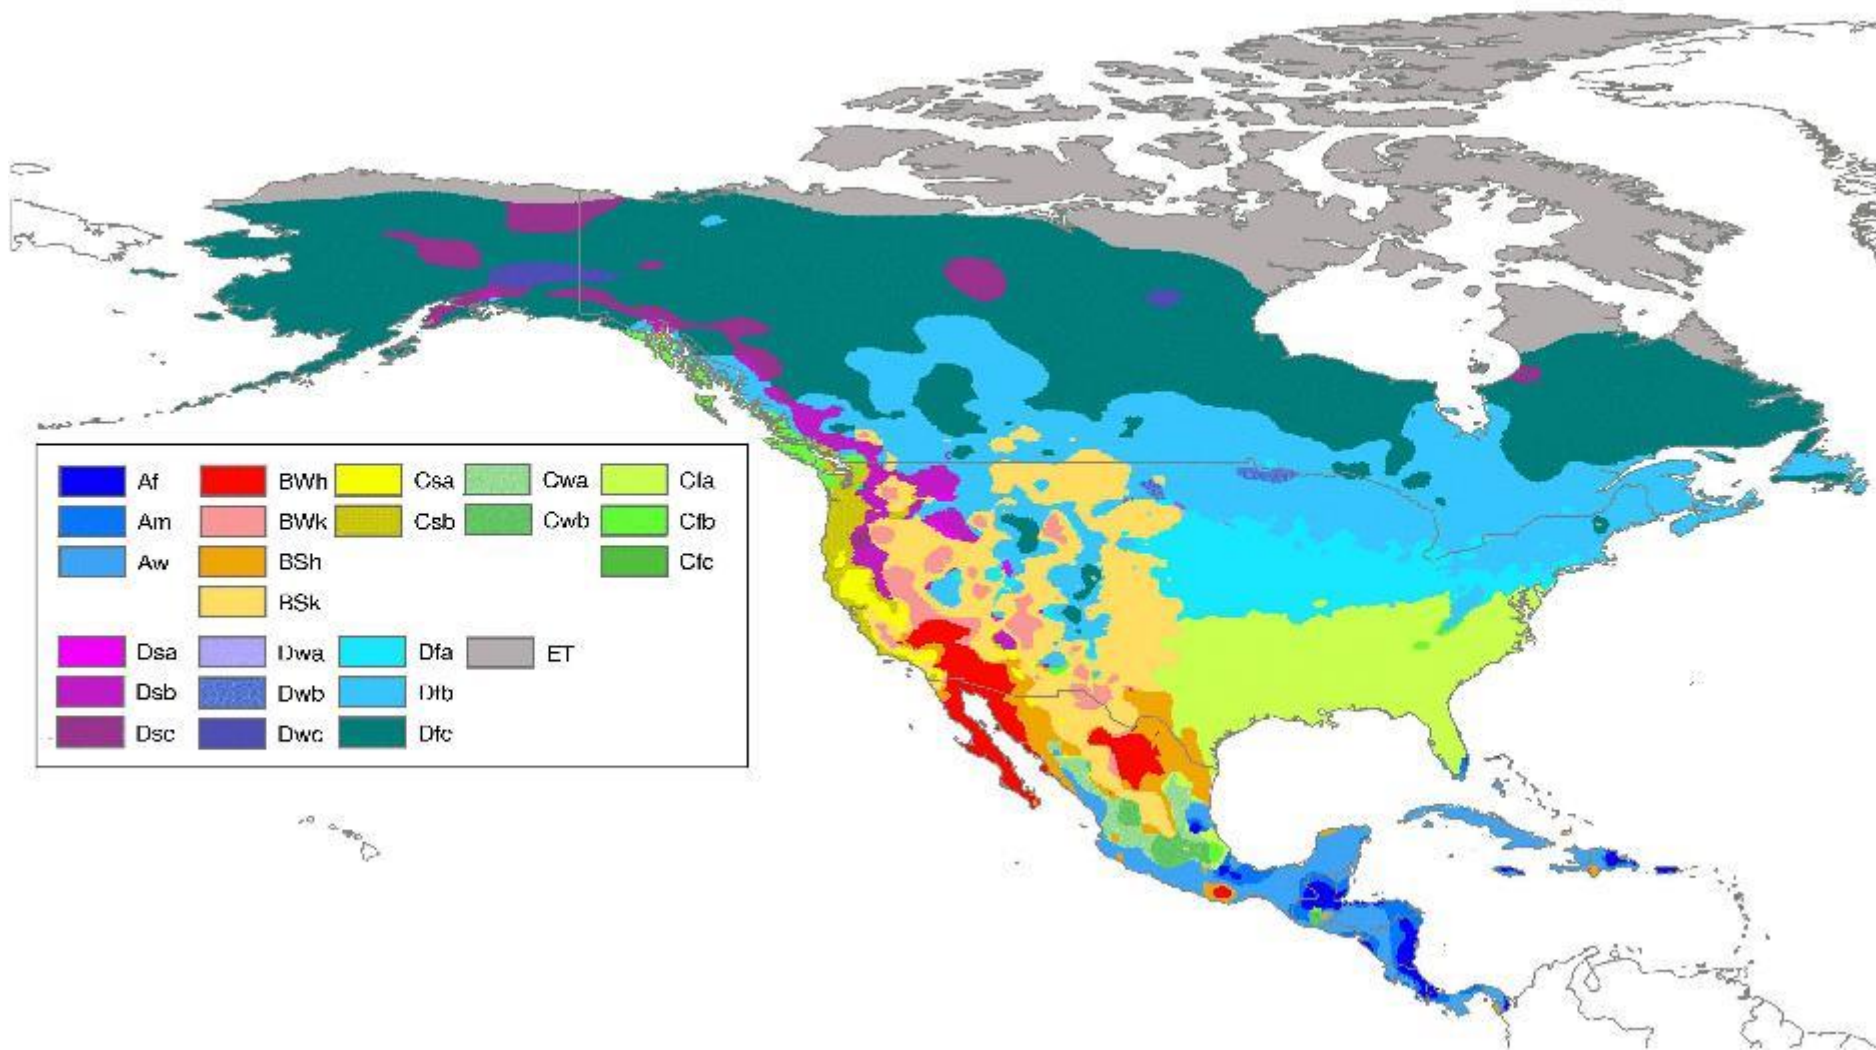 Af BWh Csa Cwa Cfa
Am BWk Csb Cwb Cfb
Aw BSh Cfc
BSk
Dsa Dwa Dfa ET
Dsb Dwb Dfb
Dsc Dwc Dfc